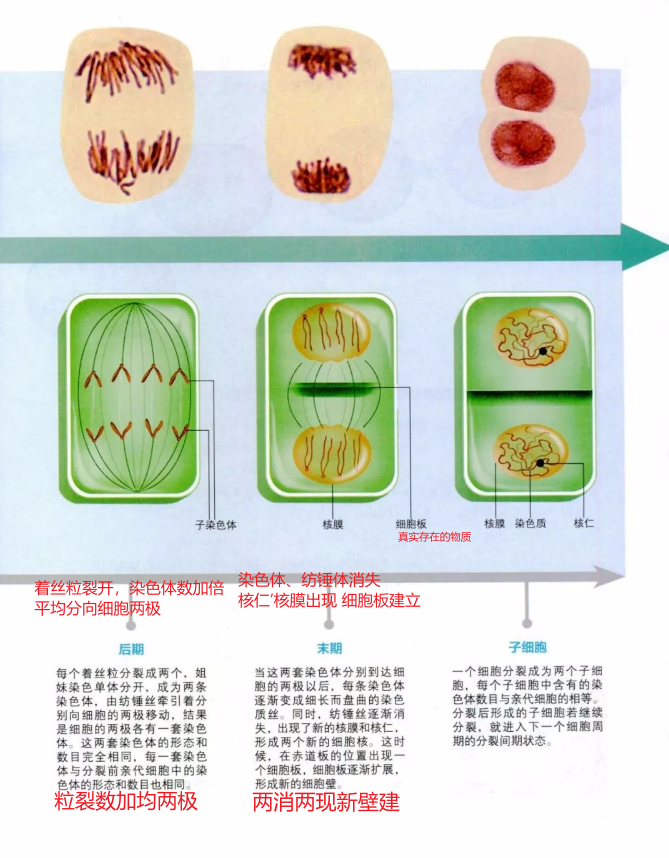 子染色体
核膜
细胞板
真实存在的物质
核膜
染色质
核仁
着丝粒裂开，染色体数加倍
平均分向细胞两极
染色体、纺锤体消失
核仁'核膜出现 细胞板建立
后期
每个着丝粒分裂成两个，姐
妹染色单体分开，成为两条
染色体，由纺锤丝牵引着分
别向细胞的两极移动，结果
是细胞的两极各有一套染色
体。这两套染色体的形态和
数目完全相同，每一套染色
体与分裂前亲代细胞中的染
色体的形态和数目也相同。
粒裂数加均两极
末期
当这两套染色体分别到达细
胞的两极以后，每条染色体
逐渐变成细长而盘曲的染色
质丝。同时，纺锤丝逐渐消
失，出现了新的核膜和核仁，
形成两个新的细胞核。这时
候，在赤道板的位置出现一
个细胞板，细胞板逐渐扩展，
形成新的细胞壁。
两消两现新壁建
子细胞
一个细胞分裂成为两个子细
胞，每个子细胞中含有的染
色体数目与亲代细胞的相等。
分裂后形成的子细胞若继续
分裂，就进入下一个细胞周
期的分裂间期状态。